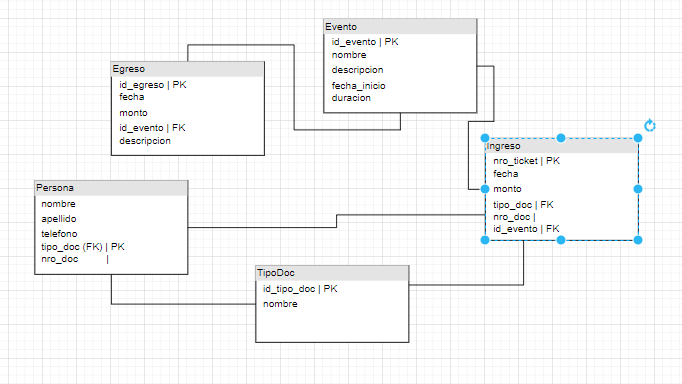 Evento
id_evento | PK
nombre
descripcion
fecha_inicio
duracion
Egreso
id_egreso | PK
fecha
monto
id_evento | FK
descripcion
Ingreso
nro_ticket | PK
fecha
monto
tipo_doc | FK
nro_doc |
id_evento | FK
Persona
nombre
apellido
telefono
tipo_doc (FK) | PK
nro_doc |
TipoDoc
id_tipo_doc | PK
nombre